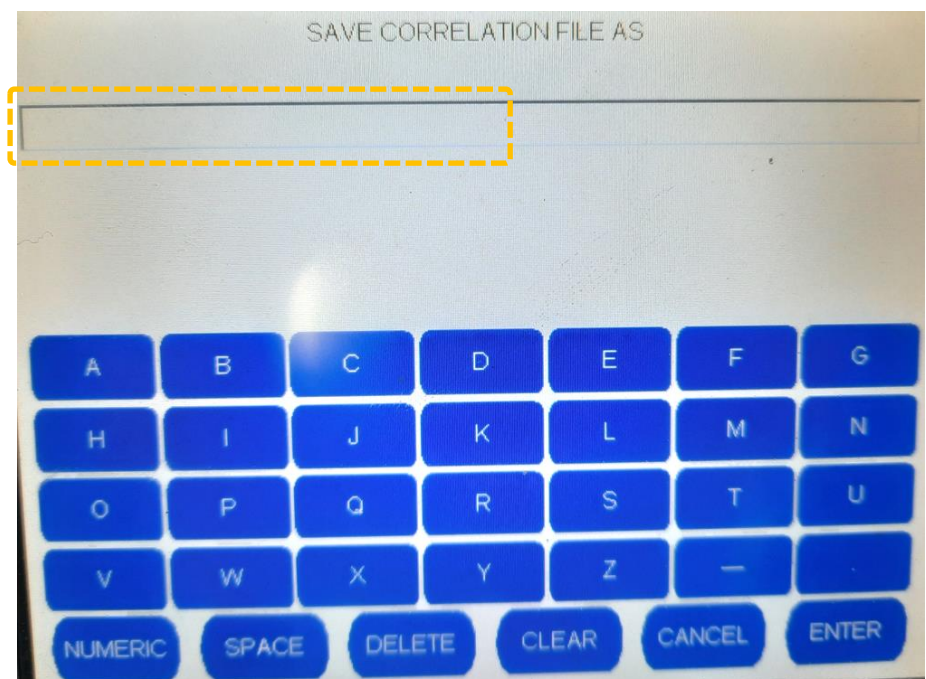 SAVE CORRELATION FILE AS
A B C D E F G
H I J K L M N
O P Q R S T U
V W X Y Z — .
NUMERIC SPACE DELETE CLEAR CANCEL ENTER